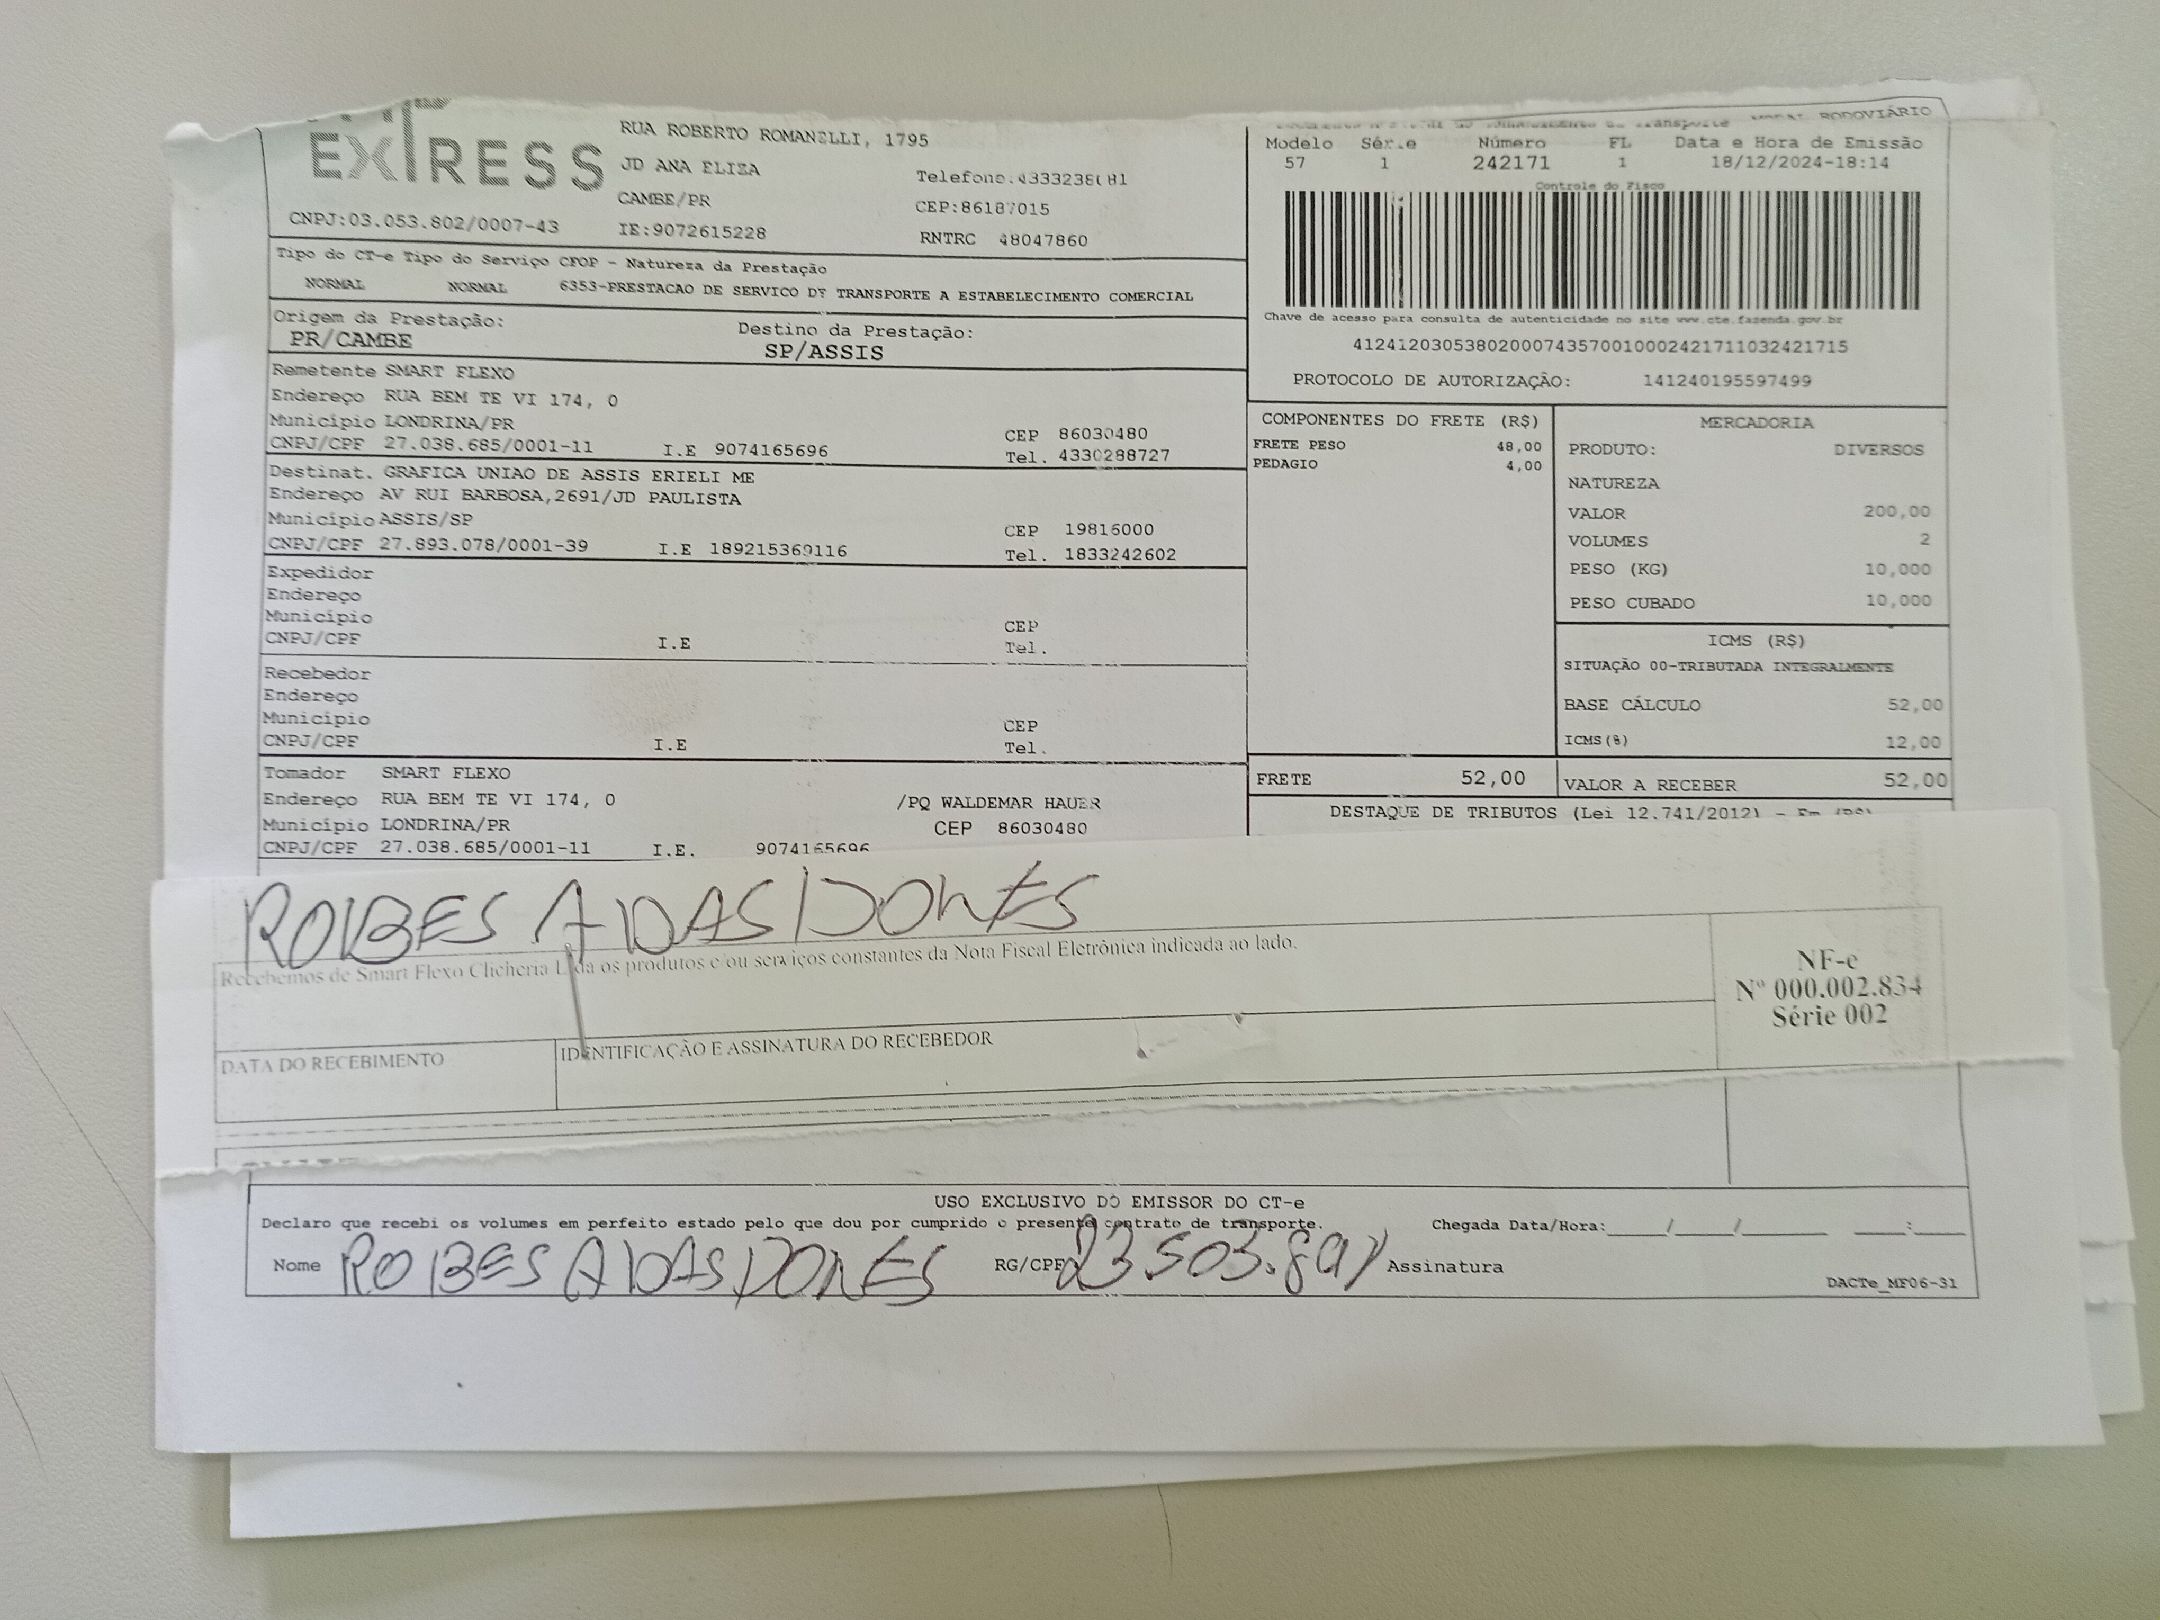 EXTRESS
RUA ROBERTO ROMANELLI, 1795
JD ANA ELIZA
CAMBE/PR
CNPJ:03.053.802/0007-43
IE:9072615228
CEP:86187015
RNTRC 48047860
RODOVIÁRIO
Modelo Série Número FL Data e Hora de Emissão
57 1 242171 1 18/12/2024-18:14
Controle do Fisco
Chave de acesso para consulta de autenticidade no site www.cte.fazenda.gov.br
41241203053802000743570010002421711032421715
PROTOCOLO DE AUTORIZAÇÃO: 141240195597499
Tipo do CT-e Tipo do Serviço CFOP - Natureza da Prestação
NORMAL NORMAL 6353-PRESTACAO DE SERVICO DE TRANSPORTE A ESTABELECIMENTO COMERCIAL
Origem da Prestação: Destino da Prestação:
PR/CAMBE SP/ASSIS
Remetente SMART FLEXO
Endereço RUA BEM TE VI 174, 0
Município LONDRINA/PR CEP 86030480
CNPJ/CPF 27.038.685/0001-11 I.E 9074165696 Tel. 4330288727
Destinat. GRAFICA UNIAO DE ASSIS ERIELI ME
Endereço AV RUI BARBOSA,2691/JD PAULISTA
Município ASSIS/SP CEP 19816000
CNPJ/CPF 27.893.078/0001-39 I.E 189215369116 Tel. 1833242602
Expedidor
Endereço
Município CEP
CNPJ/CPF I.E Tel.
Recebedor
Endereço
Município CEP
CNPJ/CPF I.E Tel.
Tomador SMART FLEXO
Endereço RUA BEM TE VI 174, 0 /PQ WALDEMAR HAUER
Município LONDRINA/PR CEP 86030480
CNPJ/CPF 27.038.685/0001-11 I.E. 9074165696
COMPONENTES DO FRETE (R$)
FRETE PESO 48,00
PEDAGIO 4,00
MERCADORIA
PRODUTO: DIVERSOS
NATUREZA
VALOR 200,00
VOLUMES 2
PESO (KG) 10,000
PESO CUBADO 10,000
ICMS (R$)
SITUAÇÃO 00-TRIBUTADA INTEGRALMENTE
BASE CÁLCULO 52,00
ICMS(%) 12,00
FRETE 52,00 VALOR A RECEBER 52,00
DESTAQUE DE TRIBUTOS (Lei 12.741/2012) - Em (R$)
Recebemos de Smart Flexo Clicheria Ltda os produtos e/ou serviços constantes da Nota Fiscal Eletrônica indicada ao lado.
NF-e
Nº 000.002.834
Série 002
DATA DO RECEBIMENTO IDENTIFICAÇÃO E ASSINATURA DO RECEBEDOR
USO EXCLUSIVO DO EMISSOR DO CT-e
Declaro que recebi os volumes em perfeito estado pelo que dou por cumprido o presente contrato de transporte. Chegada Data/Hora: / / :
Nome RG/CPF Assinatura
DACTe_MF06-31